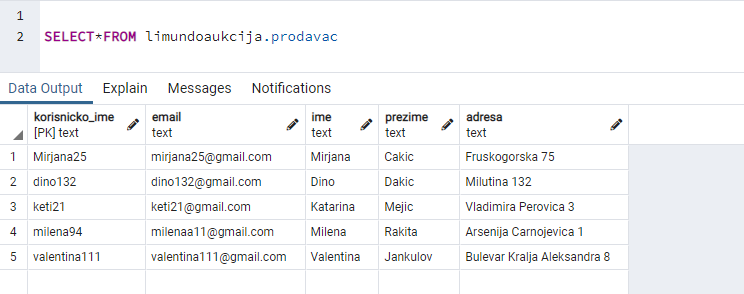 1
2 SELECT*FROM limundoaukcija.prodavac
Data Output Explain Messages Notifications
korisnicko_ime email ime prezime adresa
[PK] text text text text text
1 Mirjana25 mirjana25@gmail.com Mirjana Cakic Fruskogorska 75
2 dino132 dino132@gmail.com Dino Dakic Milutina 132
3 keti21 keti21@gmail.com Katarina Mejic Vladimira Perovica 3
4 milena94 milenaa11@gmail.com Milena Rakita Arsenija Carnojevica 1
5 valentina111 valentina111@gmail.com Valentina Jankulov Bulevar Kralja Aleksandra 8